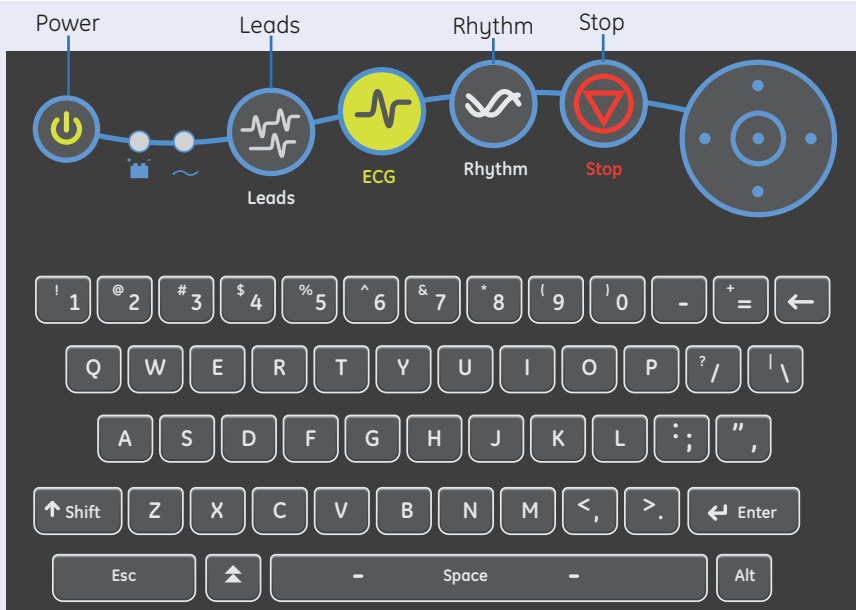 Power Leads Rhythm Stop
Leads ECG Rhythm Stop
! 1 @ 2 # 3 $ 4 % 5 ^ 6 & 7 * 8 ( 9 ) 0 - + =
Q W E R T Y U I O P ? / | \
A S D F G H J K L : ; " ,
Shift Z X C V B N M < , > . Enter
Esc - Space - Alt